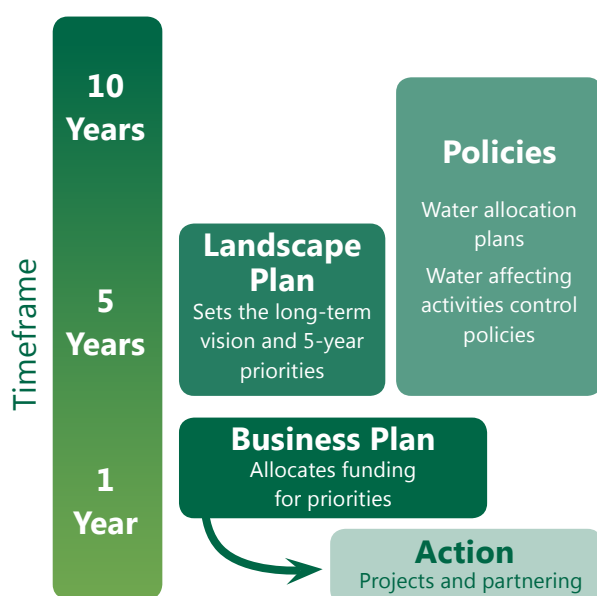 Timeframe
10
Years
5
Years
1
Year
Policies
Water allocation
plans
Water affecting
activities control
policies
Landscape
Plan
Sets the long-term
vision and 5-year
priorities
Business Plan
Allocates funding
for priorities
Action
Projects and partnering